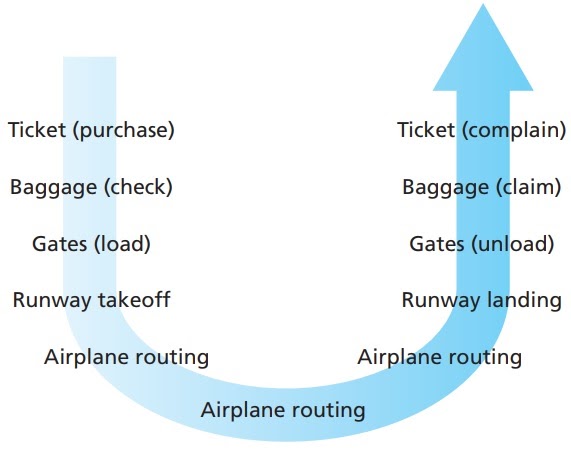 Ticket (purchase)
Ticket (complain)
Baggage (check)
Baggage (claim)
Gates (load)
Gates (unload)
Runway takeoff
Runway landing
Airplane routing
Airplane routing
Airplane routing